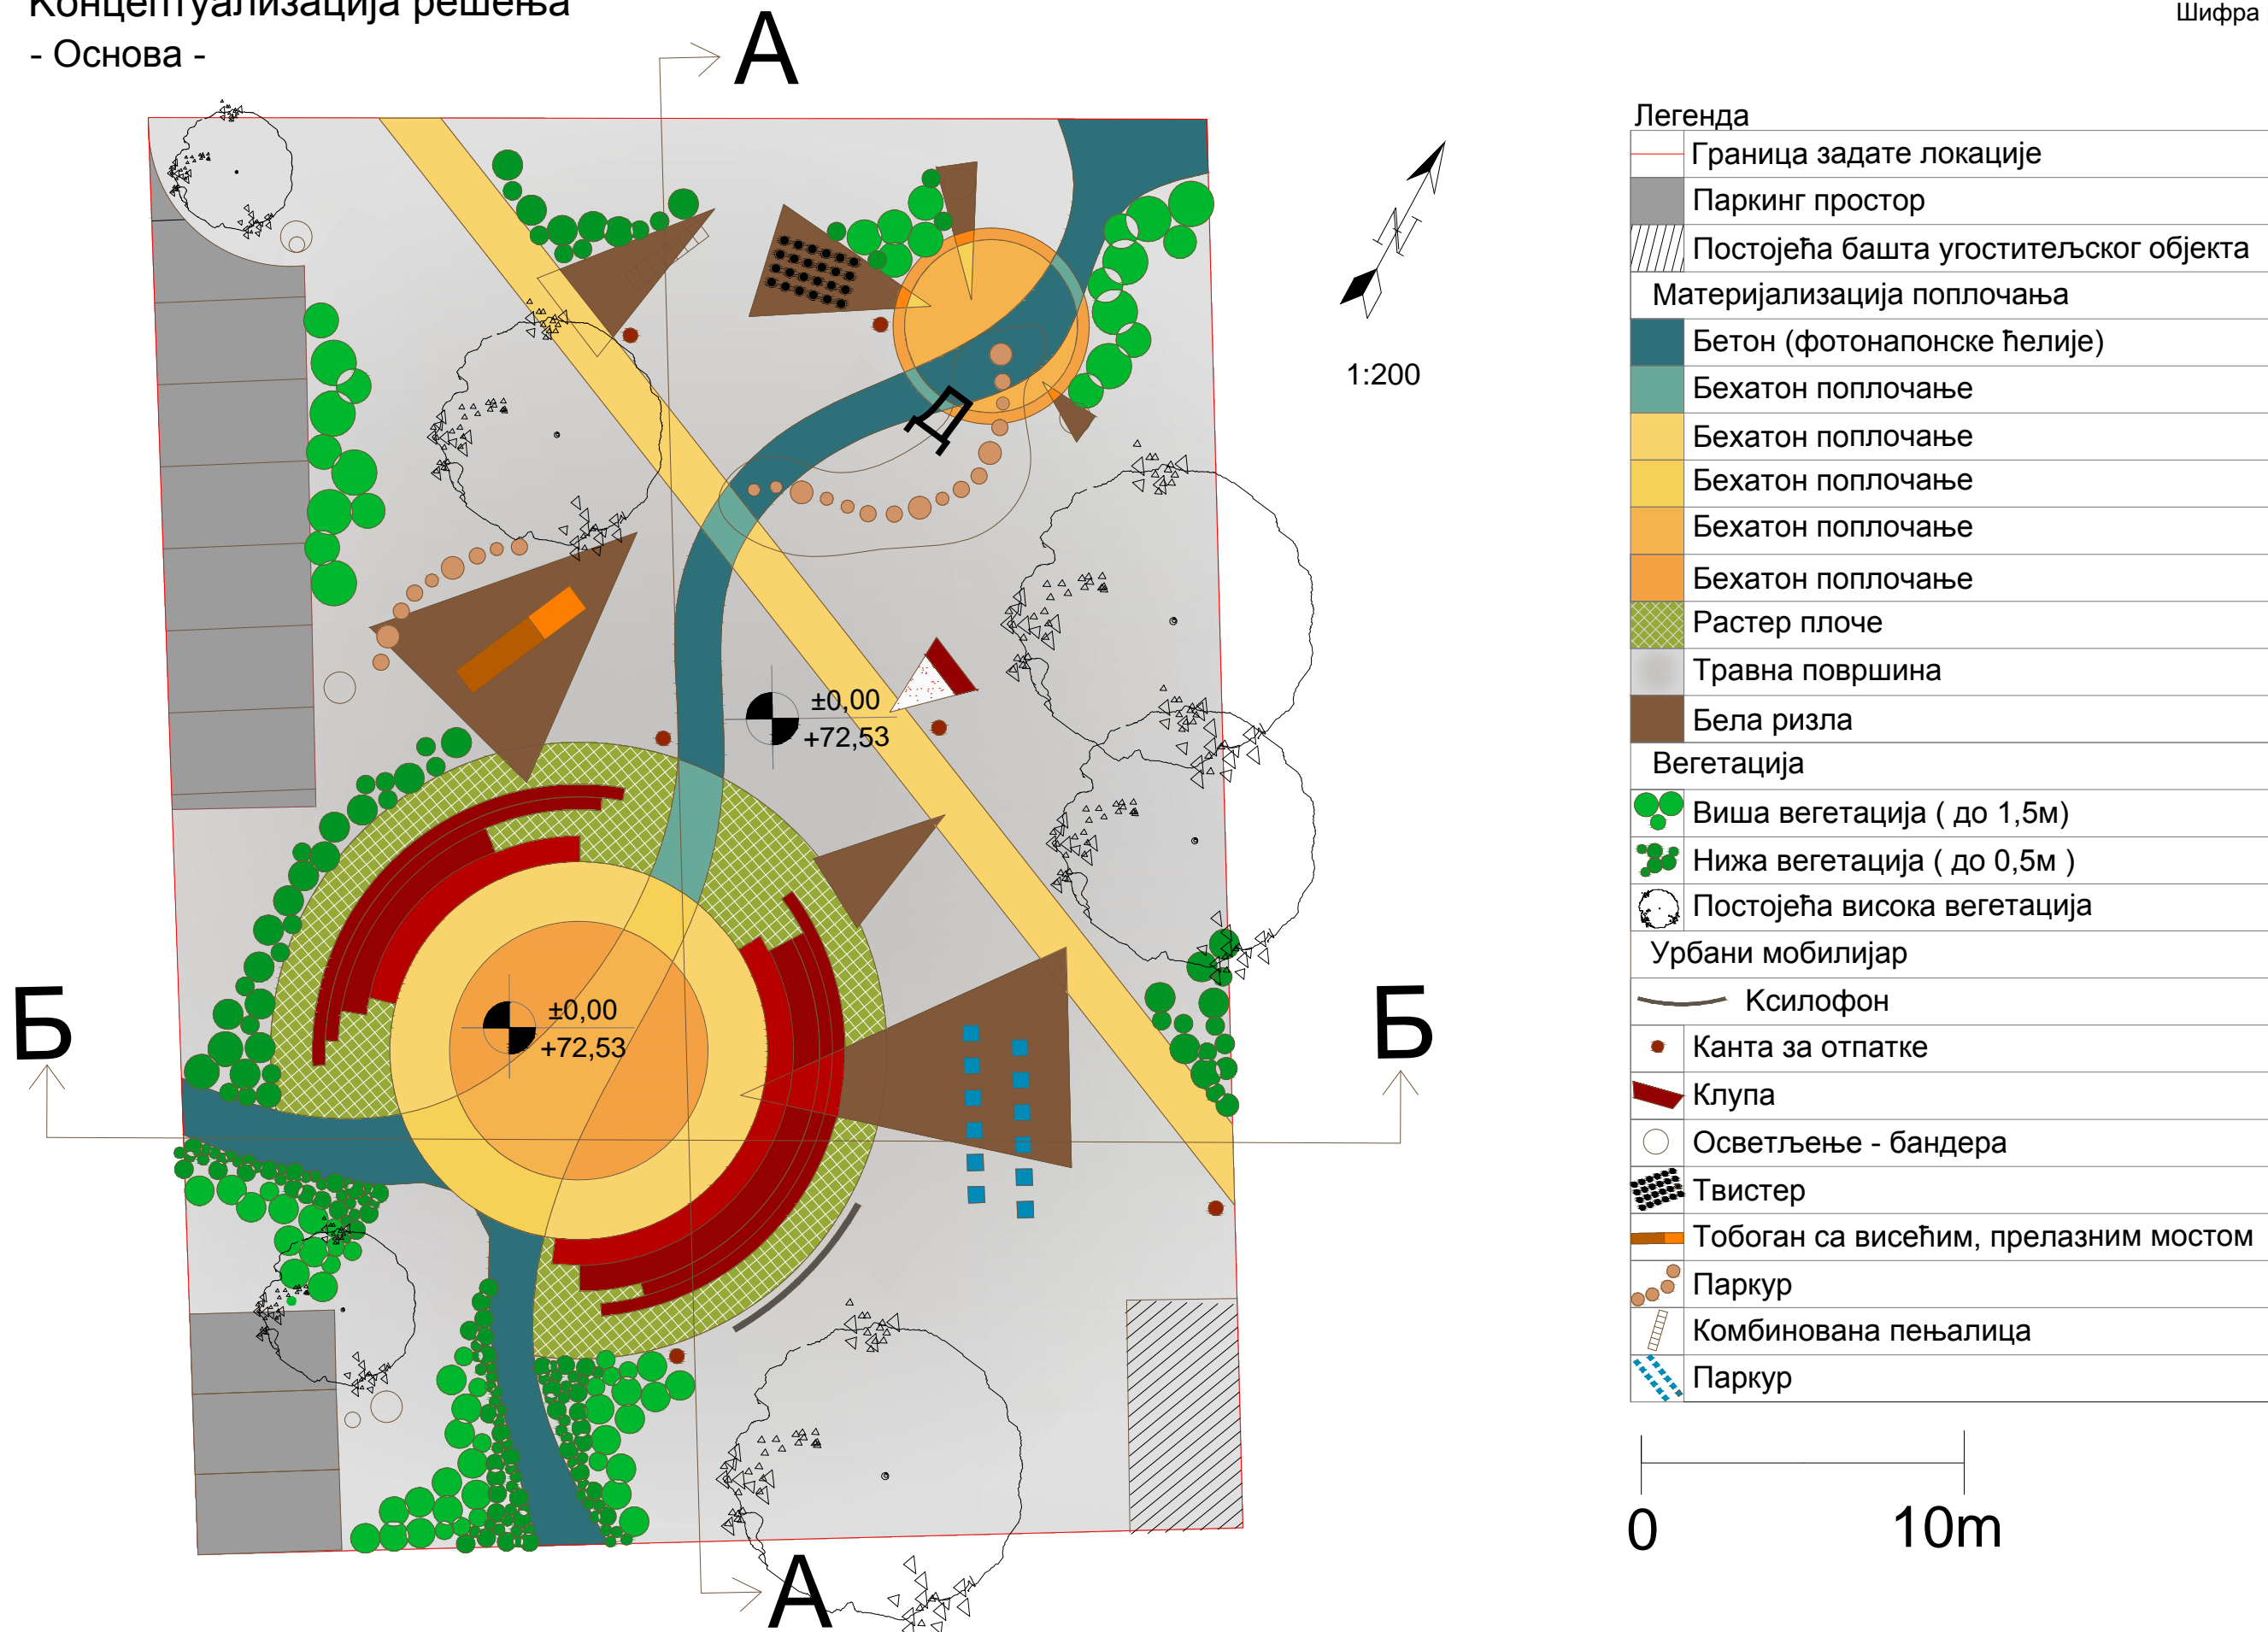 Концептуализација решења
- Основа -
Шифра
А
1:200
Д
±0,00
+72,53
±0,00
+72,53
Б
Б
А
Легенда
Граница задате локације
Паркинг простор
Постојећа башта угоститељског објекта
Материјализација поплочања
Бетон (фотонапонске ћелије)
Бехатон поплочање
Бехатон поплочање
Бехатон поплочање
Бехатон поплочање
Бехатон поплочање
Растер плоче
Травна површина
Бела ризла
Вегетација
Виша вегетација ( до 1,5м)
Нижа вегетација ( до 0,5м )
Постојећа висока вегетација
Урбани мобилијар
Ксилофон
Канта за отпатке
Клупа
Осветљење - бандера
Твистер
Тобоган са висећим, прелазним мостом
Паркур
Комбинована пењалица
Паркур
0 10m